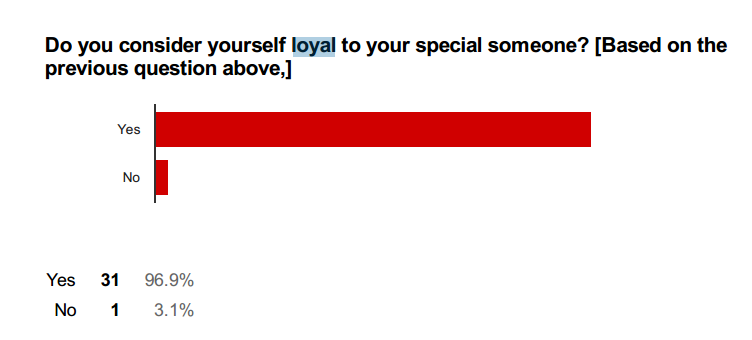 Do you consider yourself loyal to your special someone? [Based on the
previous question above,]
Yes
No
Yes 31 96.9%
No 1 3.1%